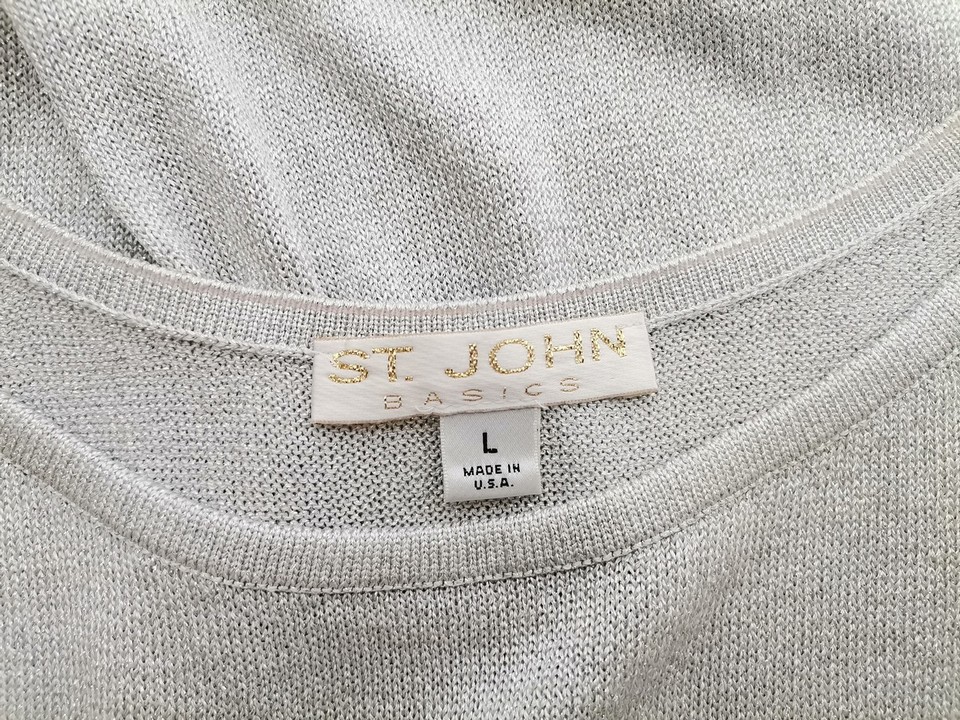 ST. JOHN
BASICS
L
MADE IN
U.S.A.